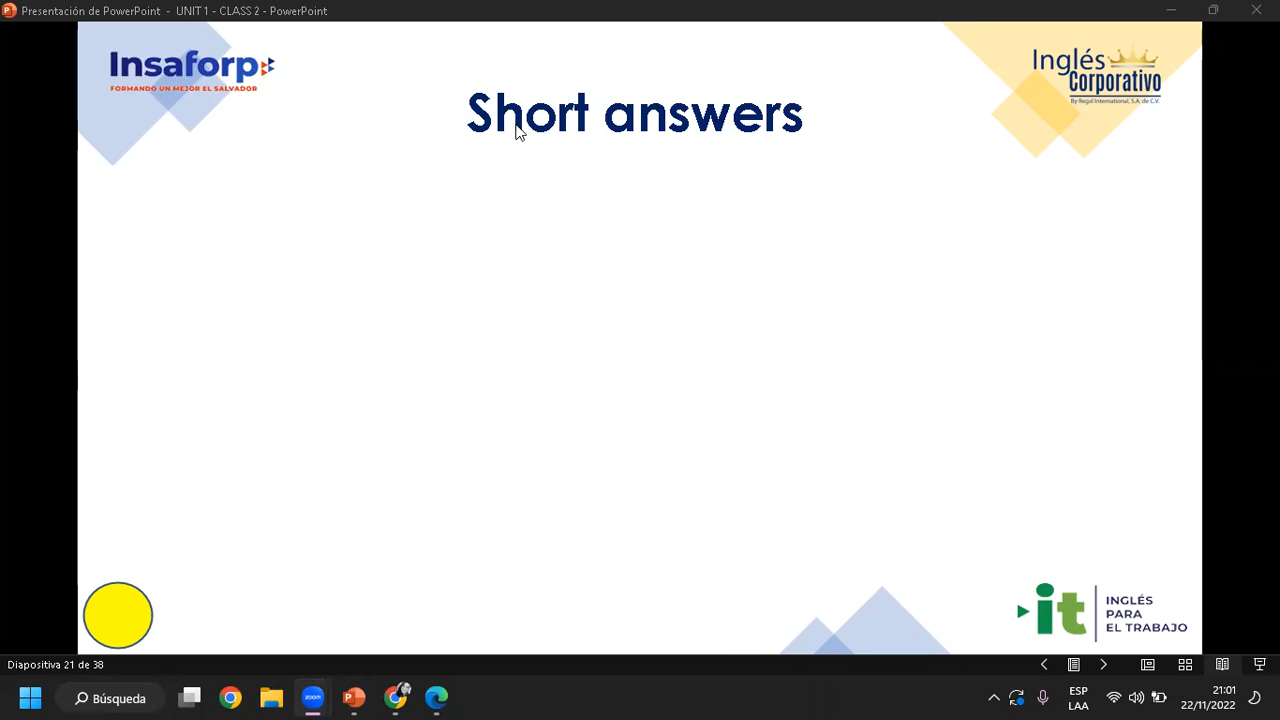 Presentación de PowerPoint - UNIT 1 - CLASS 2 - PowerPoint
Insaforp
FORMANDO UN MEJOR EL SALVADOR
Inglés
Corporativo
By Regal International, S.A. de C.V.
Short answers
it
INGLÉS
PARA
EL TRABAJO
Diapositiva 21 de 38
Búsqueda
zoom
ESP
LAA
21:01
22/11/2022